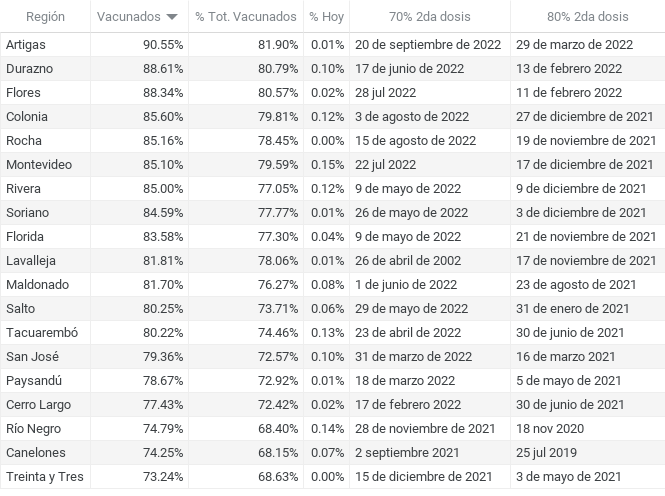 Región Vacunados % Tot. Vacunados % Hoy 70% 2da dosis 80% 2da dosis
Artigas 90.55% 81.90% 0.01% 20 de septiembre de 2022 29 de marzo de 2022
Durazno 88.61% 80.79% 0.10% 17 de junio de 2022 13 de febrero 2022
Flores 88.34% 80.57% 0.02% 28 jul 2022 11 de febrero de 2022
Colonia 85.60% 79.81% 0.12% 3 de agosto de 2022 27 de diciembre de 2021
Rocha 85.16% 78.45% 0.00% 15 de agosto de 2022 19 de noviembre de 2021
Montevideo 85.10% 79.59% 0.15% 22 jul 2022 17 de diciembre de 2021
Rivera 85.00% 77.05% 0.12% 9 de mayo de 2022 9 de diciembre de 2021
Soriano 84.59% 77.77% 0.01% 26 de mayo de 2022 3 de diciembre de 2021
Florida 83.58% 77.30% 0.04% 9 de mayo de 2022 21 de noviembre de 2021
Lavalleja 81.81% 78.06% 0.01% 26 de abril de 2002 17 de noviembre de 2021
Maldonado 81.70% 76.27% 0.08% 1 de junio de 2022 23 de agosto de 2021
Salto 80.25% 73.71% 0.06% 29 de mayo de 2022 31 de enero de 2021
Tacuarembó 80.22% 74.46% 0.13% 23 de abril de 2022 30 de junio de 2021
San José 79.36% 72.57% 0.10% 31 de marzo de 2022 16 de marzo 2021
Paysandú 78.67% 72.92% 0.01% 18 de marzo 2022 5 de mayo de 2021
Cerro Largo 77.43% 72.42% 0.02% 17 de febrero 2022 30 de junio de 2021
Río Negro 74.79% 68.40% 0.14% 28 de noviembre de 2021 18 nov 2020
Canelones 74.25% 68.15% 0.07% 2 septiembre 2021 25 jul 2019
Treinta y Tres 73.24% 68.63% 0.00% 15 de diciembre de 2021 3 de mayo de 2021